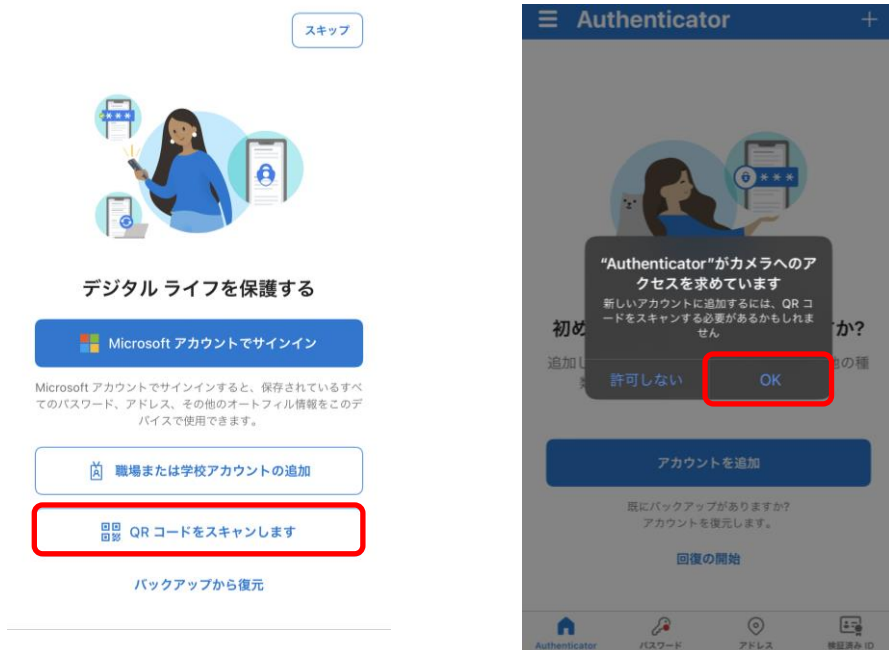 スキップ
デジタル ライフを保護する
Microsoft アカウントでサインイン
Microsoft アカウントでサインインすると、保存されているすべ
てのパスワード、アドレス、その他のオートフィル情報をこのデ
バイスで使用できます。
職場または学校アカウントの追加
QR コードをスキャンします
バックアップから復元
Authenticator
“Authenticator”がカメラへのア
クセスを求めています
新しいアカウントに追加するには、QR コ
ードをスキャンする必要があるかもしれま
せん
初め
すか?
追加し
他の種
許可しない
OK
アカウントを追加
既にバックアップがありますか?
アカウントを復元します。
回復の開始
Authenticator
パスワード
アドレス
検証済み ID